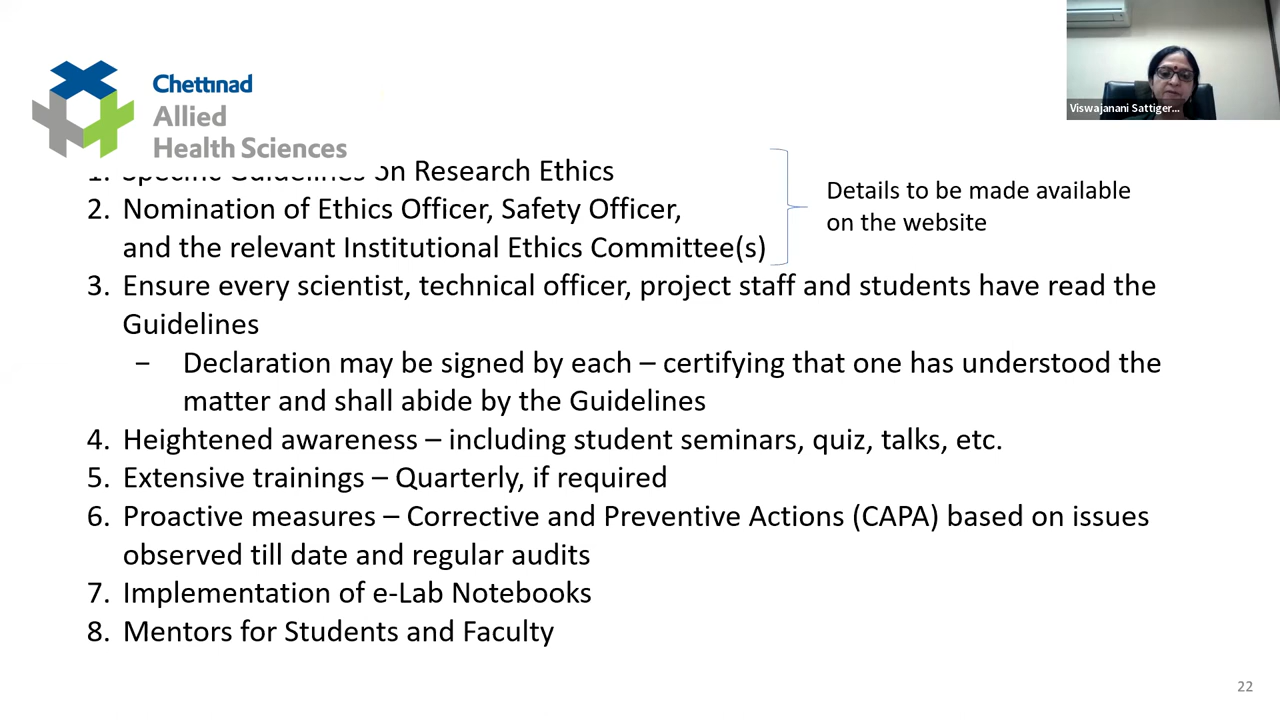 Chettinad
Allied
Health Sciences
Viswajanani Sattiger...
1. Specific Guidelines on Research Ethics
2. Nomination of Ethics Officer, Safety Officer,
and the relevant Institutional Ethics Committee(s)
Details to be made available
on the website
3. Ensure every scientist, technical officer, project staff and students have read the
Guidelines
– Declaration may be signed by each – certifying that one has understood the
matter and shall abide by the Guidelines
4. Heightened awareness – including student seminars, quiz, talks, etc.
5. Extensive trainings – Quarterly, if required
6. Proactive measures – Corrective and Preventive Actions (CAPA) based on issues
observed till date and regular audits
7. Implementation of e-Lab Notebooks
8. Mentors for Students and Faculty
22